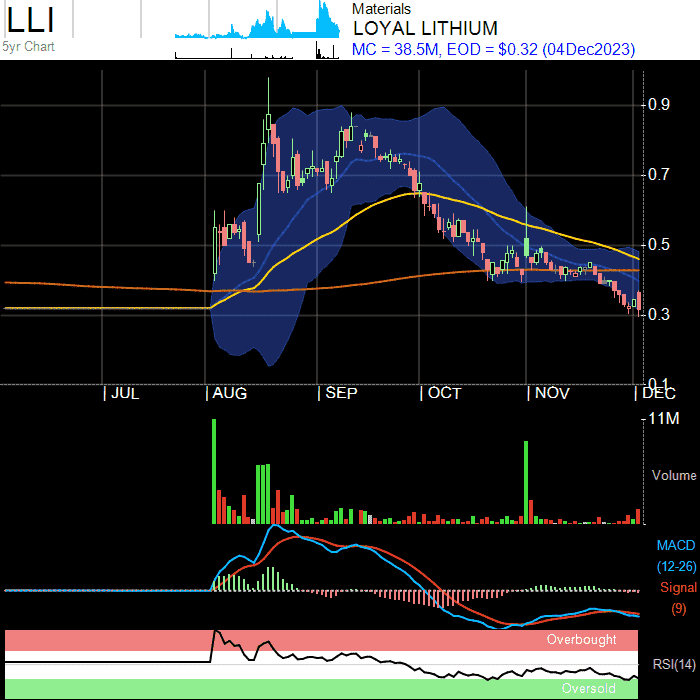 LLI
5yr Chart
Materials
LOYAL LITHIUM
MC = 38.5M, EOD = $0.32 (04Dec2023)
0.9
0.7
0.5
0.3
0.1
JUL AUG SEP OCT NOV DEC
11M
Volume
MACD
(12-26)
Signal
(9)
Overbought
RSI(14)
Oversold